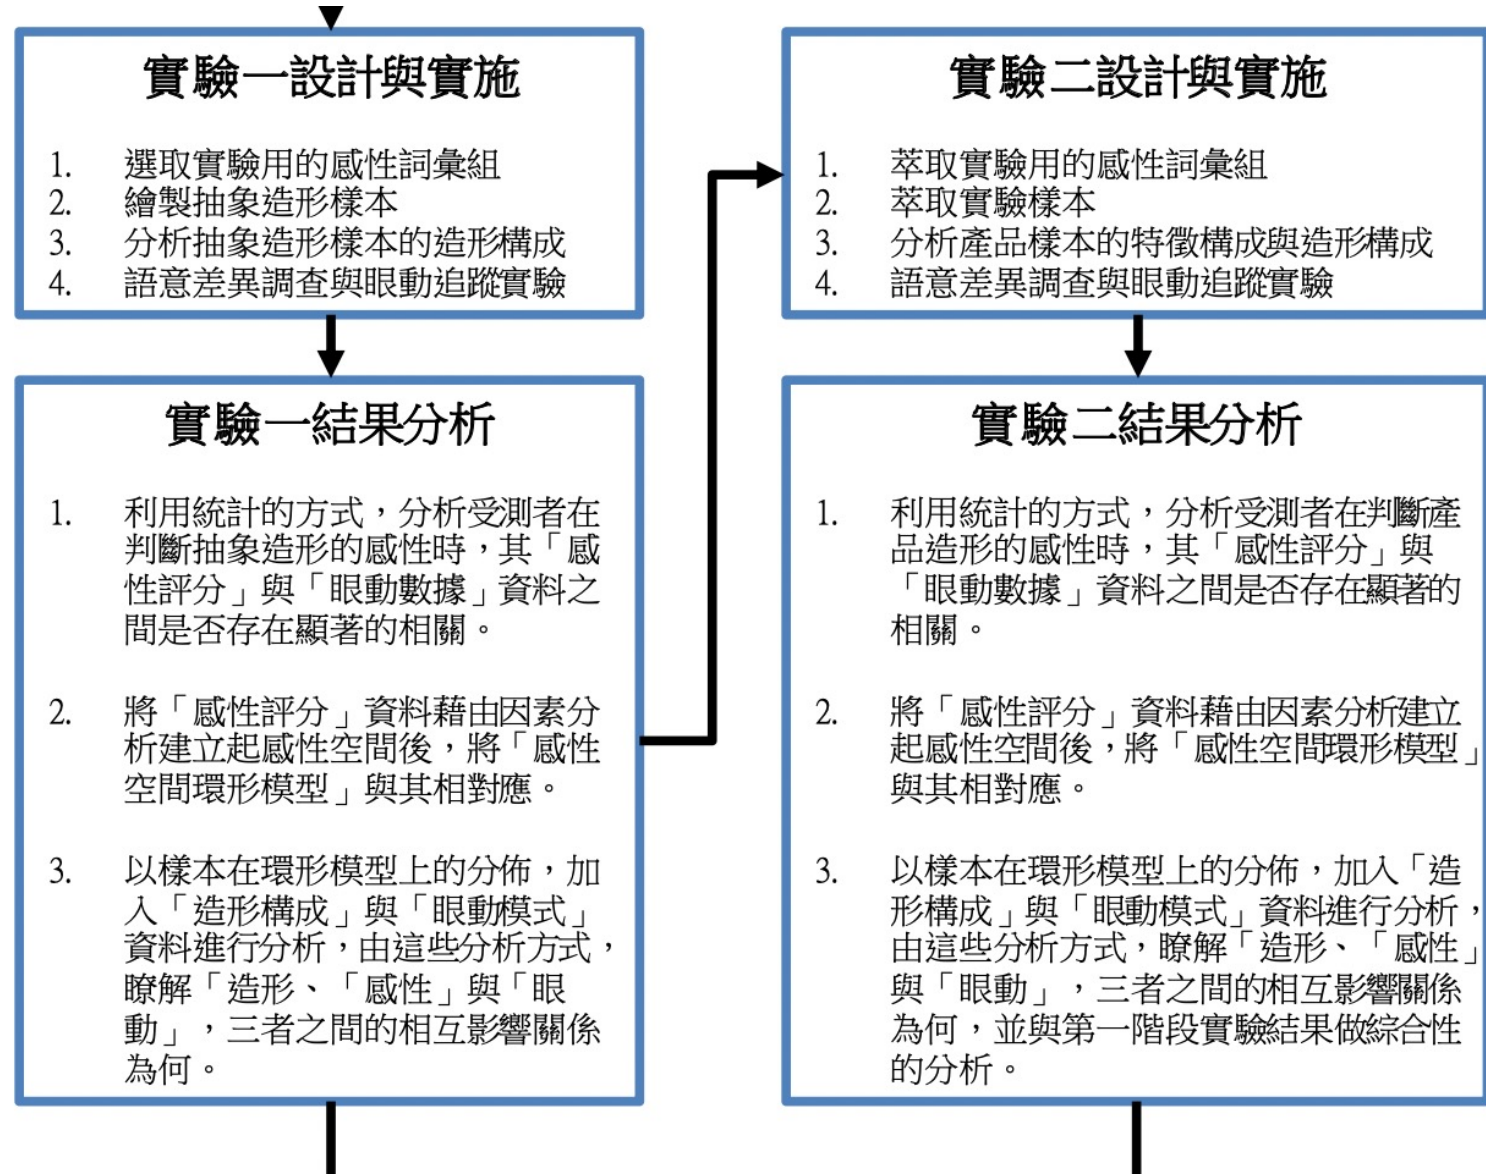 實驗一設計與實施
1. 選取實驗用的感性詞彙組
2. 繪製抽象造形樣本
3. 分析抽象造形樣本的造形構成
4. 語意差異調查與眼動追蹤實驗
實驗一結果分析
1. 利用統計的方式，分析受測者在
判斷抽象造形的感性時，其「感
性評分」與「眼動數據」資料之
間是否存在顯著的相關。
2. 將「感性評分」資料藉由因素分
析建立起感性空間後，將「感性
空間環形模型」與其相對應。
3. 以樣本在環形模型上的分佈，加
入「造形構成」與「眼動模式」
資料進行分析，由這些分析方式，
瞭解「造形、「感性」與「眼
動」，三者之間的相互影響關係
為何。
實驗二設計與實施
1. 萃取實驗用的感性詞彙組
2. 萃取實驗樣本
3. 分析產品樣本的特徵構成與造形構成
4. 語意差異調查與眼動追蹤實驗
實驗二結果分析
1. 利用統計的方式，分析受測者在判斷產
品造形的感性時，其「感性評分」與
「眼動數據」資料之間是否存在顯著的
相關。
2. 將「感性評分」資料藉由因素分析建立
起感性空間後，將「感性空間環形模型」
與其相對應。
3. 以樣本在環形模型上的分佈，加入「造
形構成」與「眼動模式」資料進行分析，
由這些分析方式，瞭解「造形、「感性」
與「眼動」，三者之間的相互影響關係
為何，並與第一階段實驗結果做綜合性
的分析。